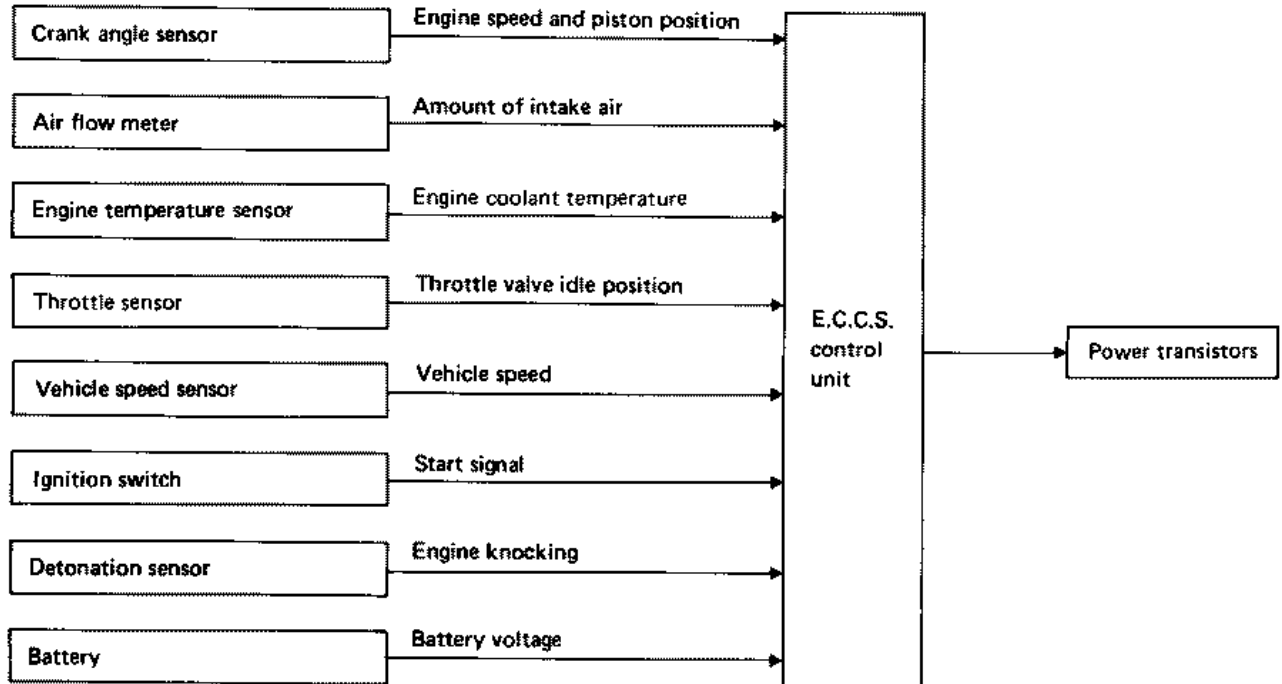 Crank angle sensor
Engine speed and piston position
Air flow meter
Amount of intake air
Engine temperature sensor
Engine coolant temperature
Throttle sensor
Throttle valve idle position
Vehicle speed sensor
Vehicle speed
Ignition switch
Start signal
Detonation sensor
Engine knocking
Battery
Battery voltage
E.C.C.S.
control
unit
Power transistors